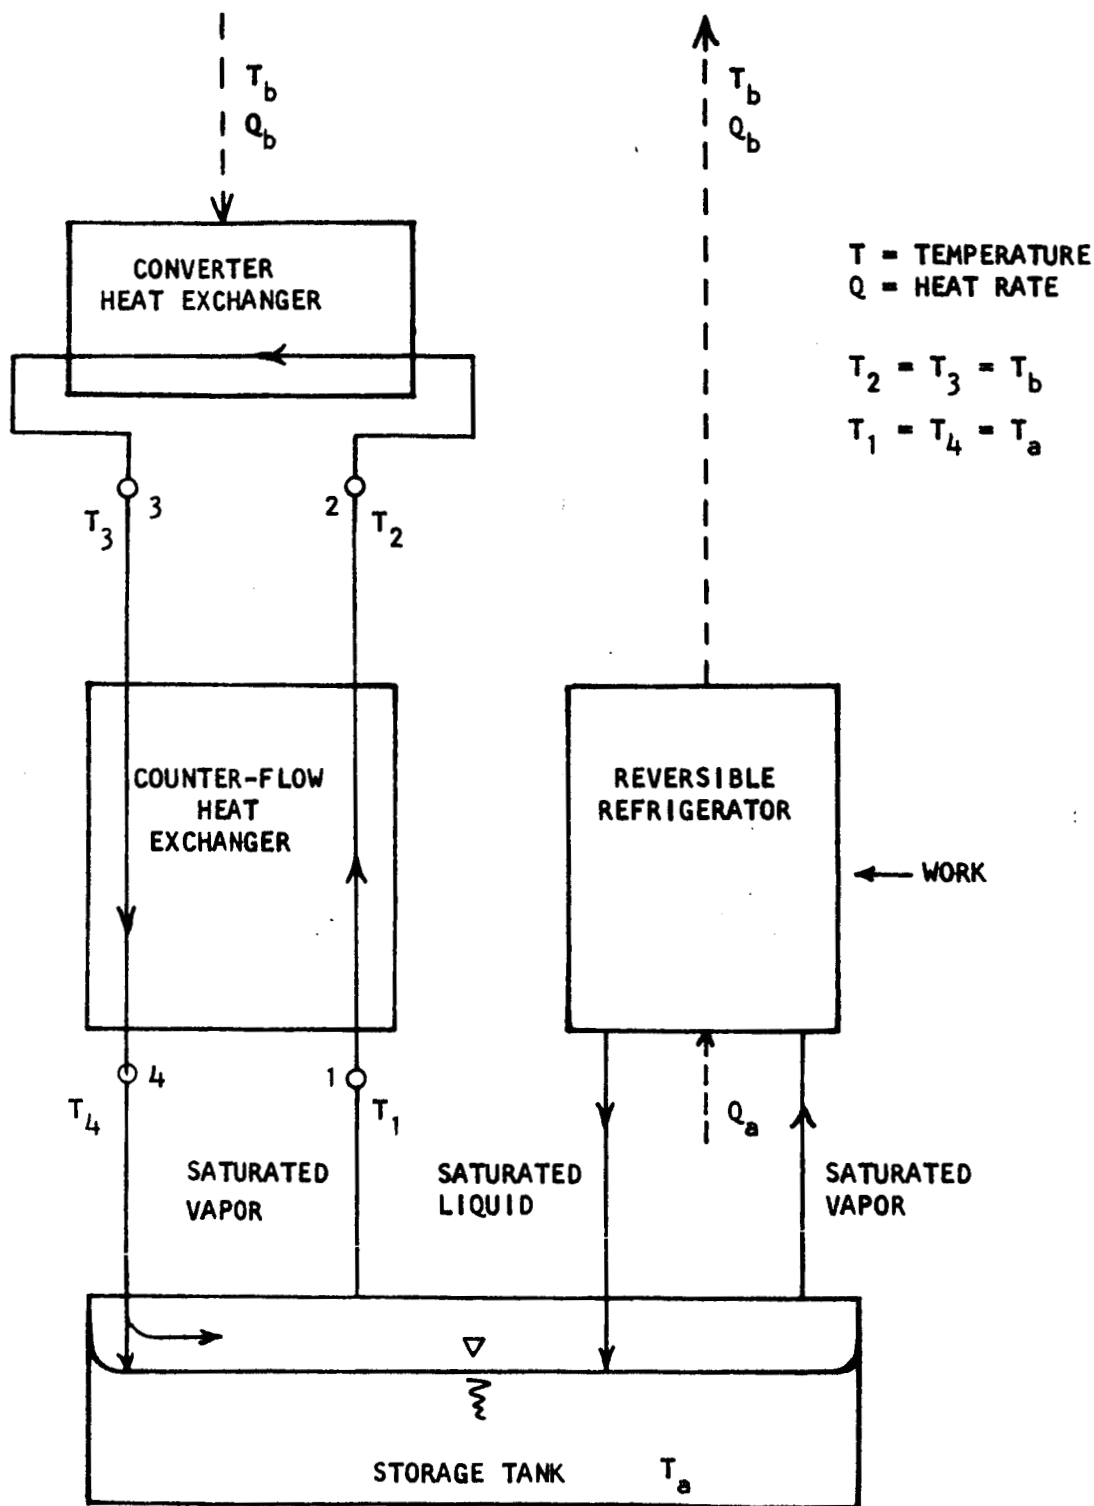 T_b
Q_b
T_b
Q_b
CONVERTER
HEAT EXCHANGER
T = TEMPERATURE
Q = HEAT RATE
T_2 = T_3 = T_b
T_1 = T_4 = T_a
3
T_3
2
T_2
COUNTER-FLOW
HEAT
EXCHANGER
REVERSIBLE
REFRIGERATOR
WORK
4
T_4
1
T_1
Q_a
SATURATED
VAPOR
SATURATED
LIQUID
SATURATED
VAPOR
STORAGE TANK T_a